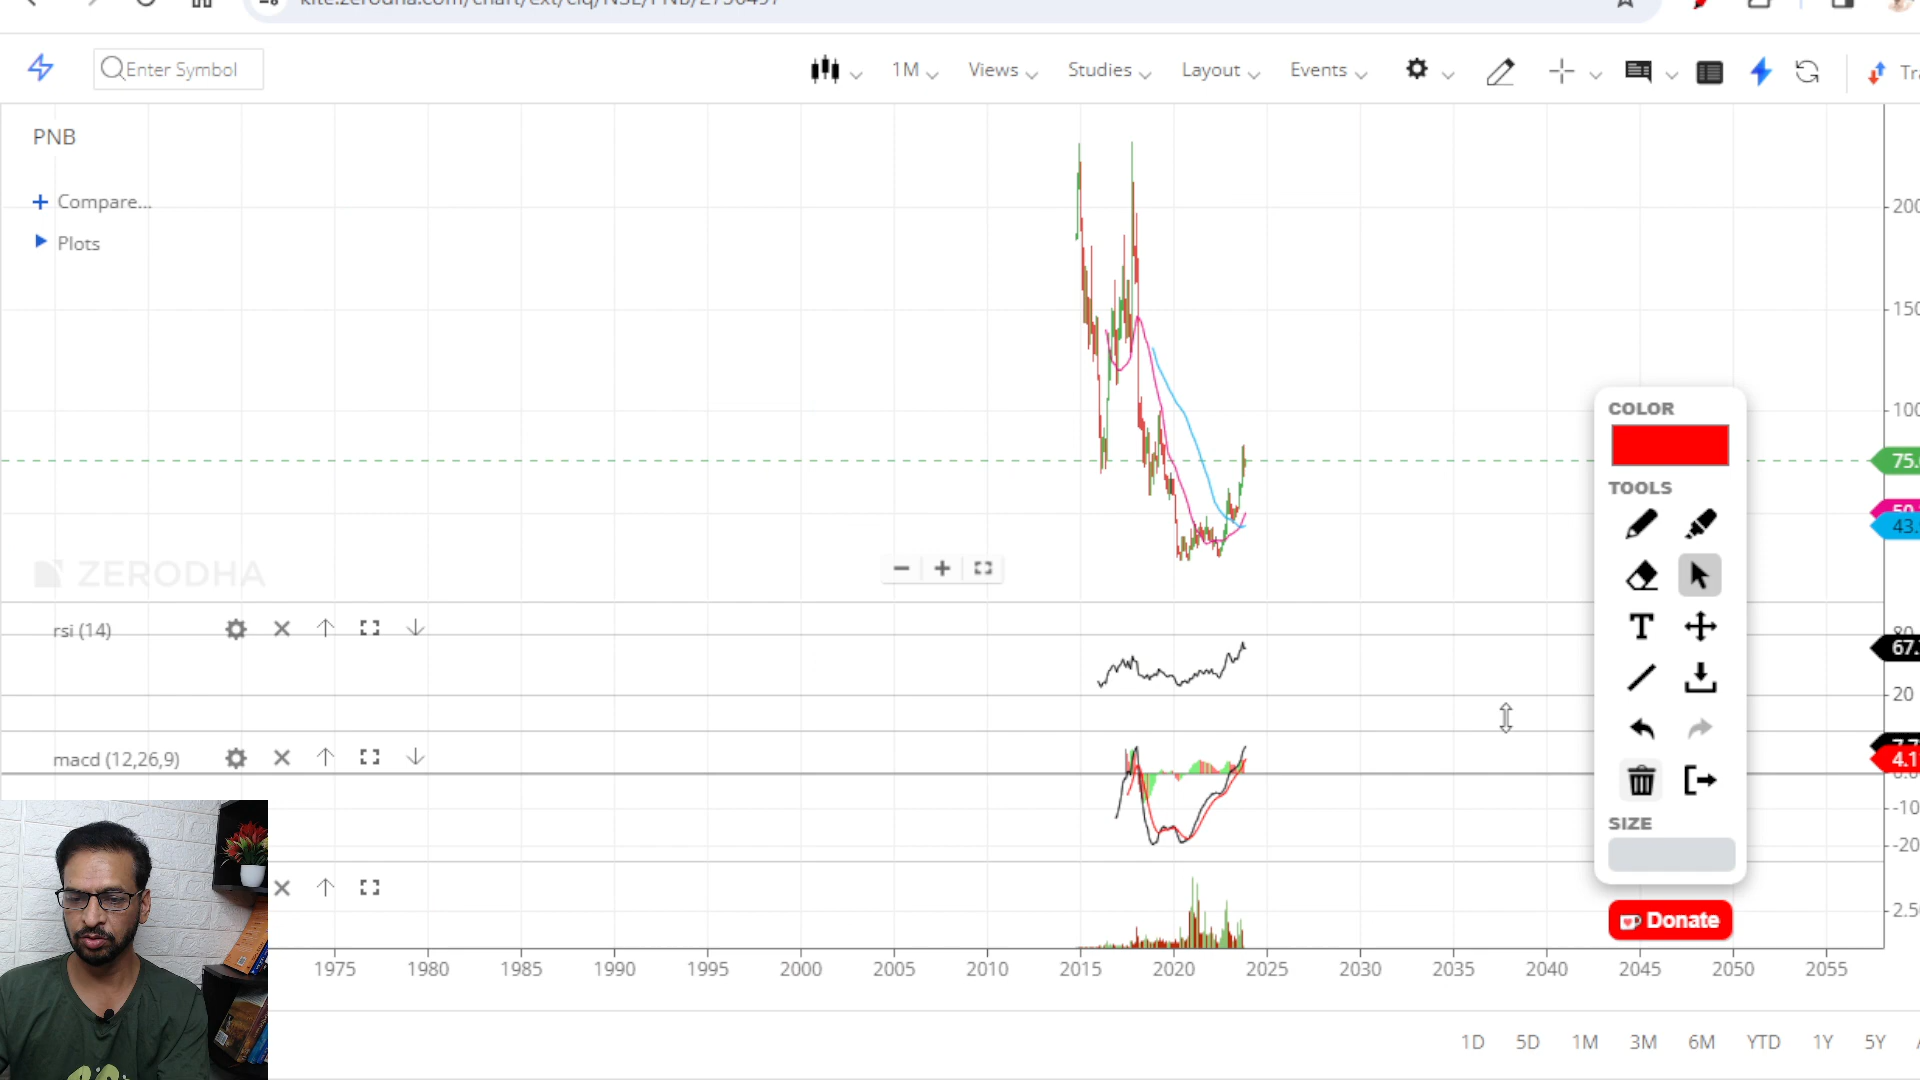 Enter Symbol
1M
Views
Studies
Layout
Events
PNB
+ Compare...
Plots
200
150
100
75.
43.
ZERODHA
rsi (14)
80
67.
20
macd (12,26,9)
4.1
-10
-20
2.5
1975 1980 1985 1990 1995 2000 2005 2010 2015 2020 2025 2030 2035 2040 2045 2050 2055
1D 5D 1M 3M 6M YTD 1Y 5Y
COLOR
TOOLS
T
SIZE
Donate